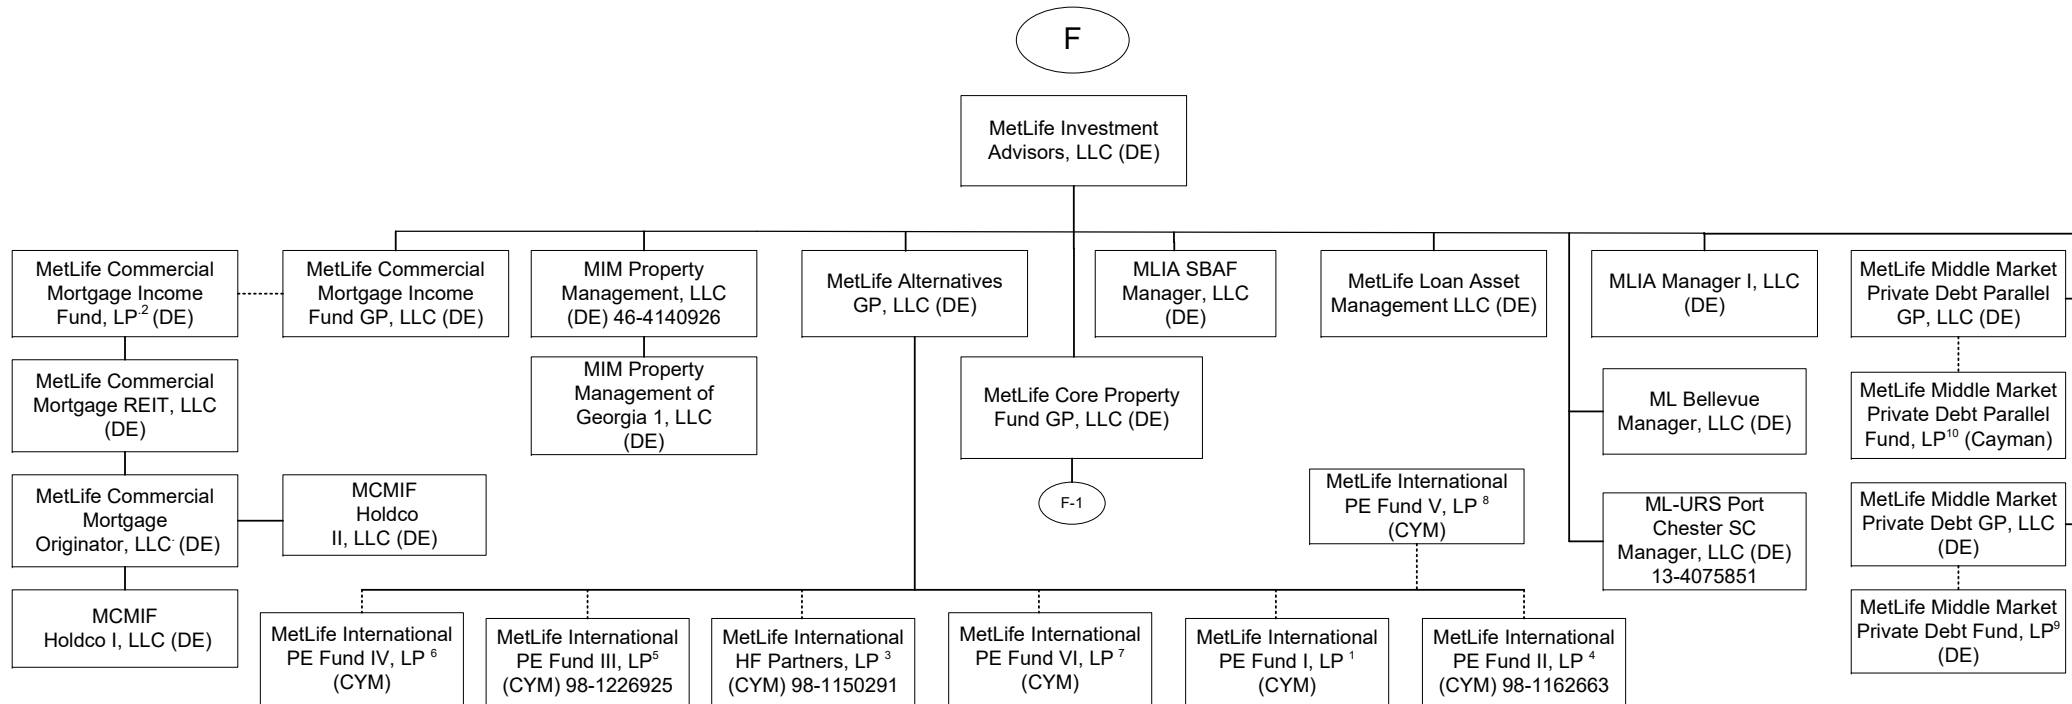 F
MetLife Investment
Advisors, LLC (DE)
MetLife Commercial
Mortgage Income
Fund, LP.2 (DE)
MetLife Commercial
Mortgage Income
Fund GP, LLC (DE)
MIM Property
Management, LLC
(DE) 46-4140926
MetLife Alternatives
GP, LLC (DE)
MLIA SBAF
Manager, LLC
(DE)
MetLife Loan Asset
Management LLC (DE)
MLIA Manager I, LLC
(DE)
MetLife Middle Market
Private Debt Parallel
GP, LLC (DE)
MetLife Commercial
Mortgage REIT, LLC
(DE)
MIM Property
Management of
Georgia 1, LLC
(DE)
MetLife Core Property
Fund GP, LLC (DE)
ML Bellevue
Manager, LLC (DE)
MetLife Middle Market
Private Debt Parallel
Fund, LP10 (Cayman)
MetLife Commercial
Mortgage
Originator, LLC. (DE)
MCMIF
Holdco
II, LLC (DE)
F-1
MetLife International
PE Fund V, LP 8
(CYM)
ML-URS Port
Chester SC
Manager, LLC (DE)
13-4075851
MetLife Middle Market
Private Debt GP, LLC
(DE)
MCMIF
Holdco I, LLC (DE)
MetLife International
PE Fund IV, LP 6
(CYM)
MetLife International
PE Fund III, LP5
(CYM) 98-1226925
MetLife International
HF Partners, LP 3
(CYM) 98-1150291
MetLife International
PE Fund VI, LP 7
(CYM)
MetLife International
PE Fund I, LP 1
(CYM)
MetLife International
PE Fund II, LP 4
(CYM) 98-1162663
MetLife Middle Market
Private Debt Fund, LP9
(DE)